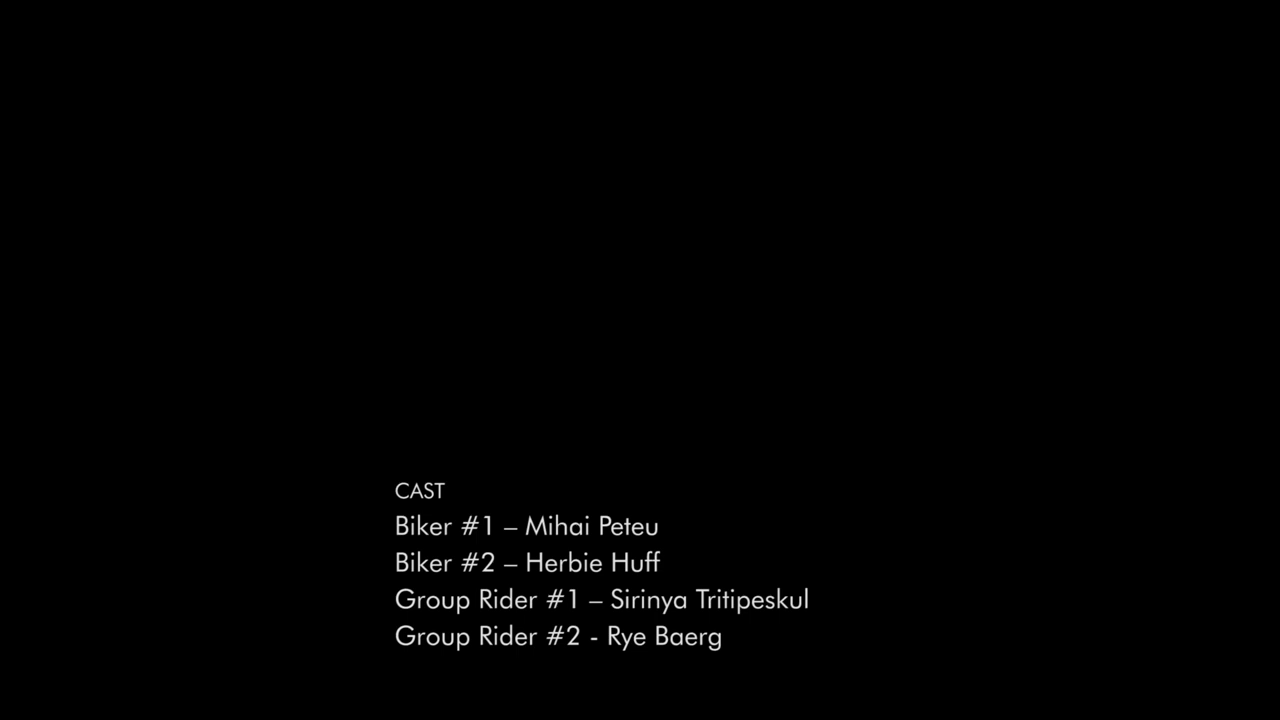 CAST
Biker #1 – Mihai Peteu
Biker #2 – Herbie Huff
Group Rider #1 – Sirinya Tritipeskul
Group Rider #2 - Rye Baerg